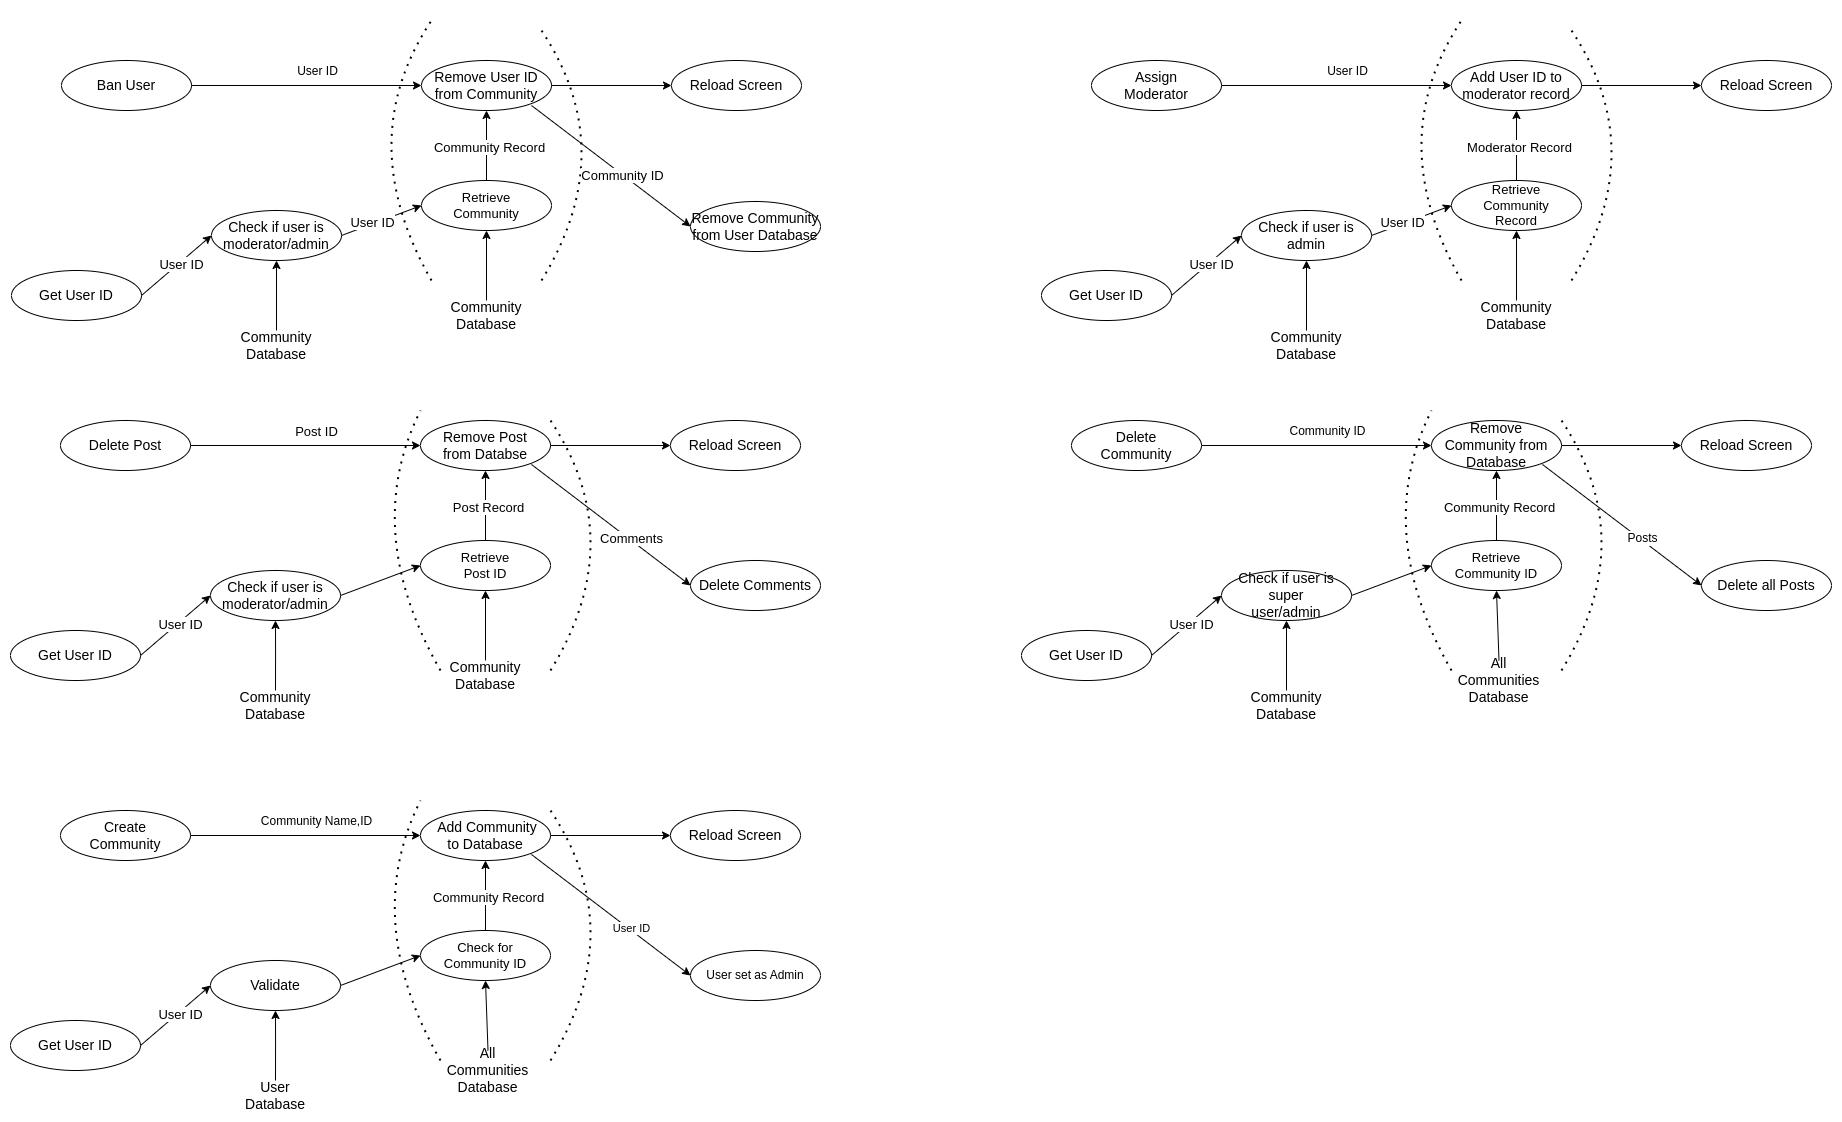 Ban User
User ID
Remove User ID
from Community
Reload Screen
Community Record
Community ID
Retrieve
Community
Remove Community
from User Database
Check if user is
moderator/admin
User ID
User ID
Get User ID
Community
Database
Community
Database
Assign
Moderator
User ID
Add User ID to
moderator record
Reload Screen
Moderator Record
Retrieve
Community
Record
Check if user is
admin
User ID
User ID
Get User ID
Community
Database
Community
Database
Delete Post
Post ID
Remove Post
from Databse
Reload Screen
Post Record
Comments
Retrieve
Post ID
Delete Comments
Check if user is
moderator/admin
User ID
Get User ID
Community
Database
Community
Database
Delete
Community
Community ID
Remove
Community from
Database
Reload Screen
Community Record
Posts
Retrieve
Community ID
Delete all Posts
Check if user is
super
user/admin
User ID
Get User ID
All
Communities
Database
Community
Database
Create
Community
Community Name,ID
Add Community
to Database
Reload Screen
Community Record
User ID
Check for
Community ID
User set as Admin
Validate
User ID
Get User ID
All
Communities
Database
User
Database